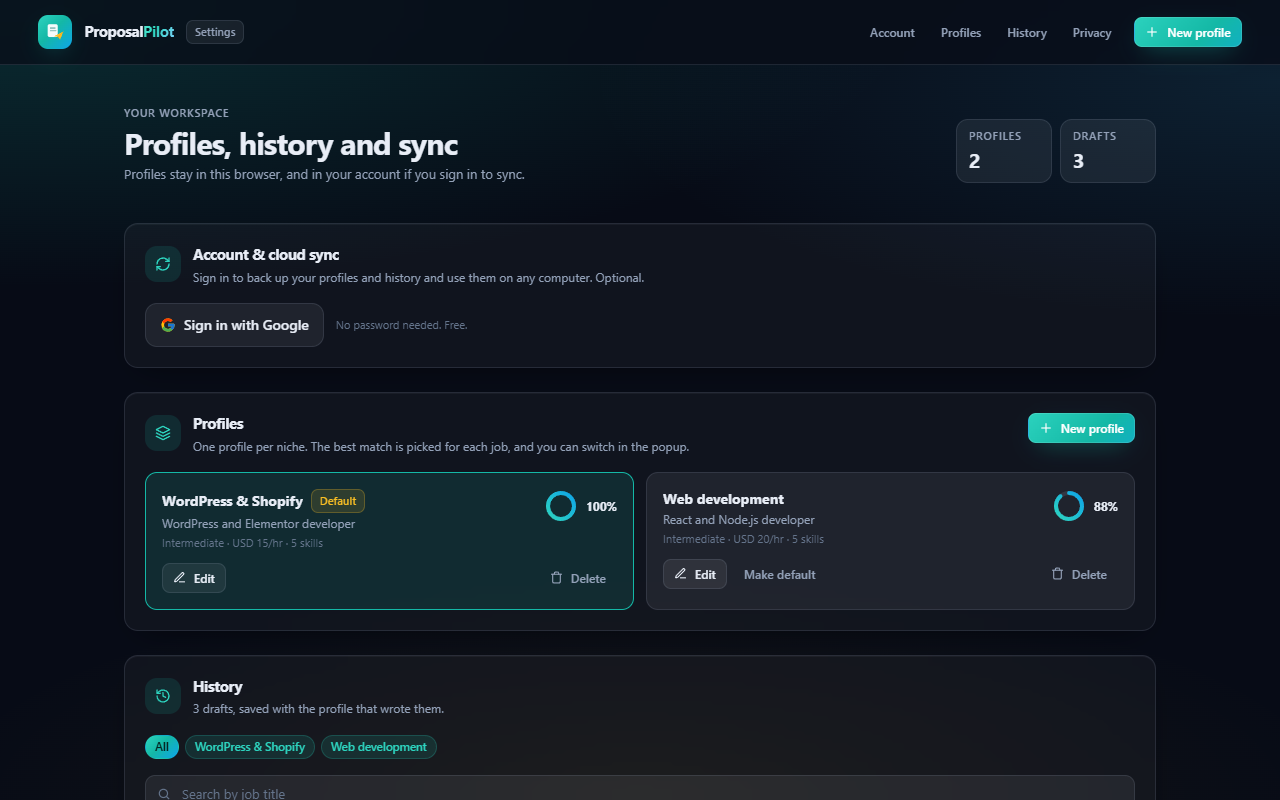 ProposalPilot Settings Account Profiles History Privacy + New profile
YOUR WORKSPACE
Profiles, history and sync
Profiles stay in this browser, and in your account if you sign in to sync.
PROFILES
2
DRAFTS
3
Account & cloud sync
Sign in to back up your profiles and history and use them on any computer. Optional.
Sign in with Google No password needed. Free.
Profiles
One profile per niche. The best match is picked for each job, and you can switch in the popup.
+ New profile
WordPress & Shopify Default
100%
WordPress and Elementor developer
Intermediate · USD 15/hr · 5 skills
Edit Delete
Web development
88%
React and Node.js developer
Intermediate · USD 20/hr · 5 skills
Edit Make default Delete
History
3 drafts, saved with the profile that wrote them.
All WordPress & Shopify Web development
Search by job title